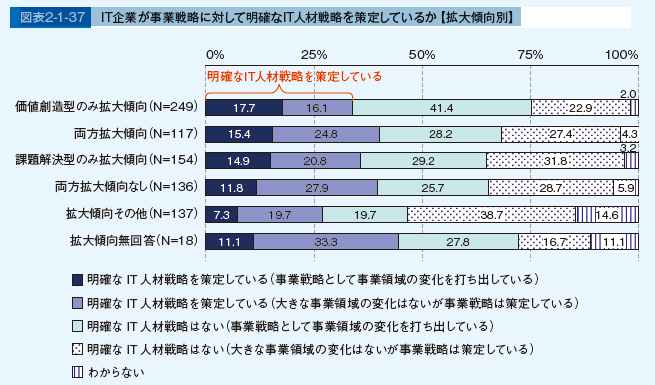 図表2-1-37 IT企業が事業戦略に対して明確なIT人材戦略を策定しているか【拡大傾向別】
0% 25% 50% 75% 100%
明確なIT人材戦略を策定している
2.0
価値創造型のみ拡大傾向(N=249) 17.7 16.1 41.4 22.9
両方拡大傾向(N=117) 15.4 24.8 28.2 27.4 4.3
3.2
課題解決型のみ拡大傾向(N=154) 14.9 20.8 29.2 31.8
両方拡大傾向なし(N=136) 11.8 27.9 25.7 28.7 5.9
拡大傾向その他(N=137) 7.3 19.7 19.7 38.7 14.6
拡大傾向無回答(N=18) 11.1 33.3 27.8 16.7 11.1
明確な IT 人材戦略を策定している(事業戦略として事業領域の変化を打ち出している)
明確な IT 人材戦略を策定している(大きな事業領域の変化はないが事業戦略は策定している)
明確な IT 人材戦略はない(事業戦略として事業領域の変化を打ち出している)
明確な IT 人材戦略はない(大きな事業領域の変化はないが事業戦略は策定している)
わからない